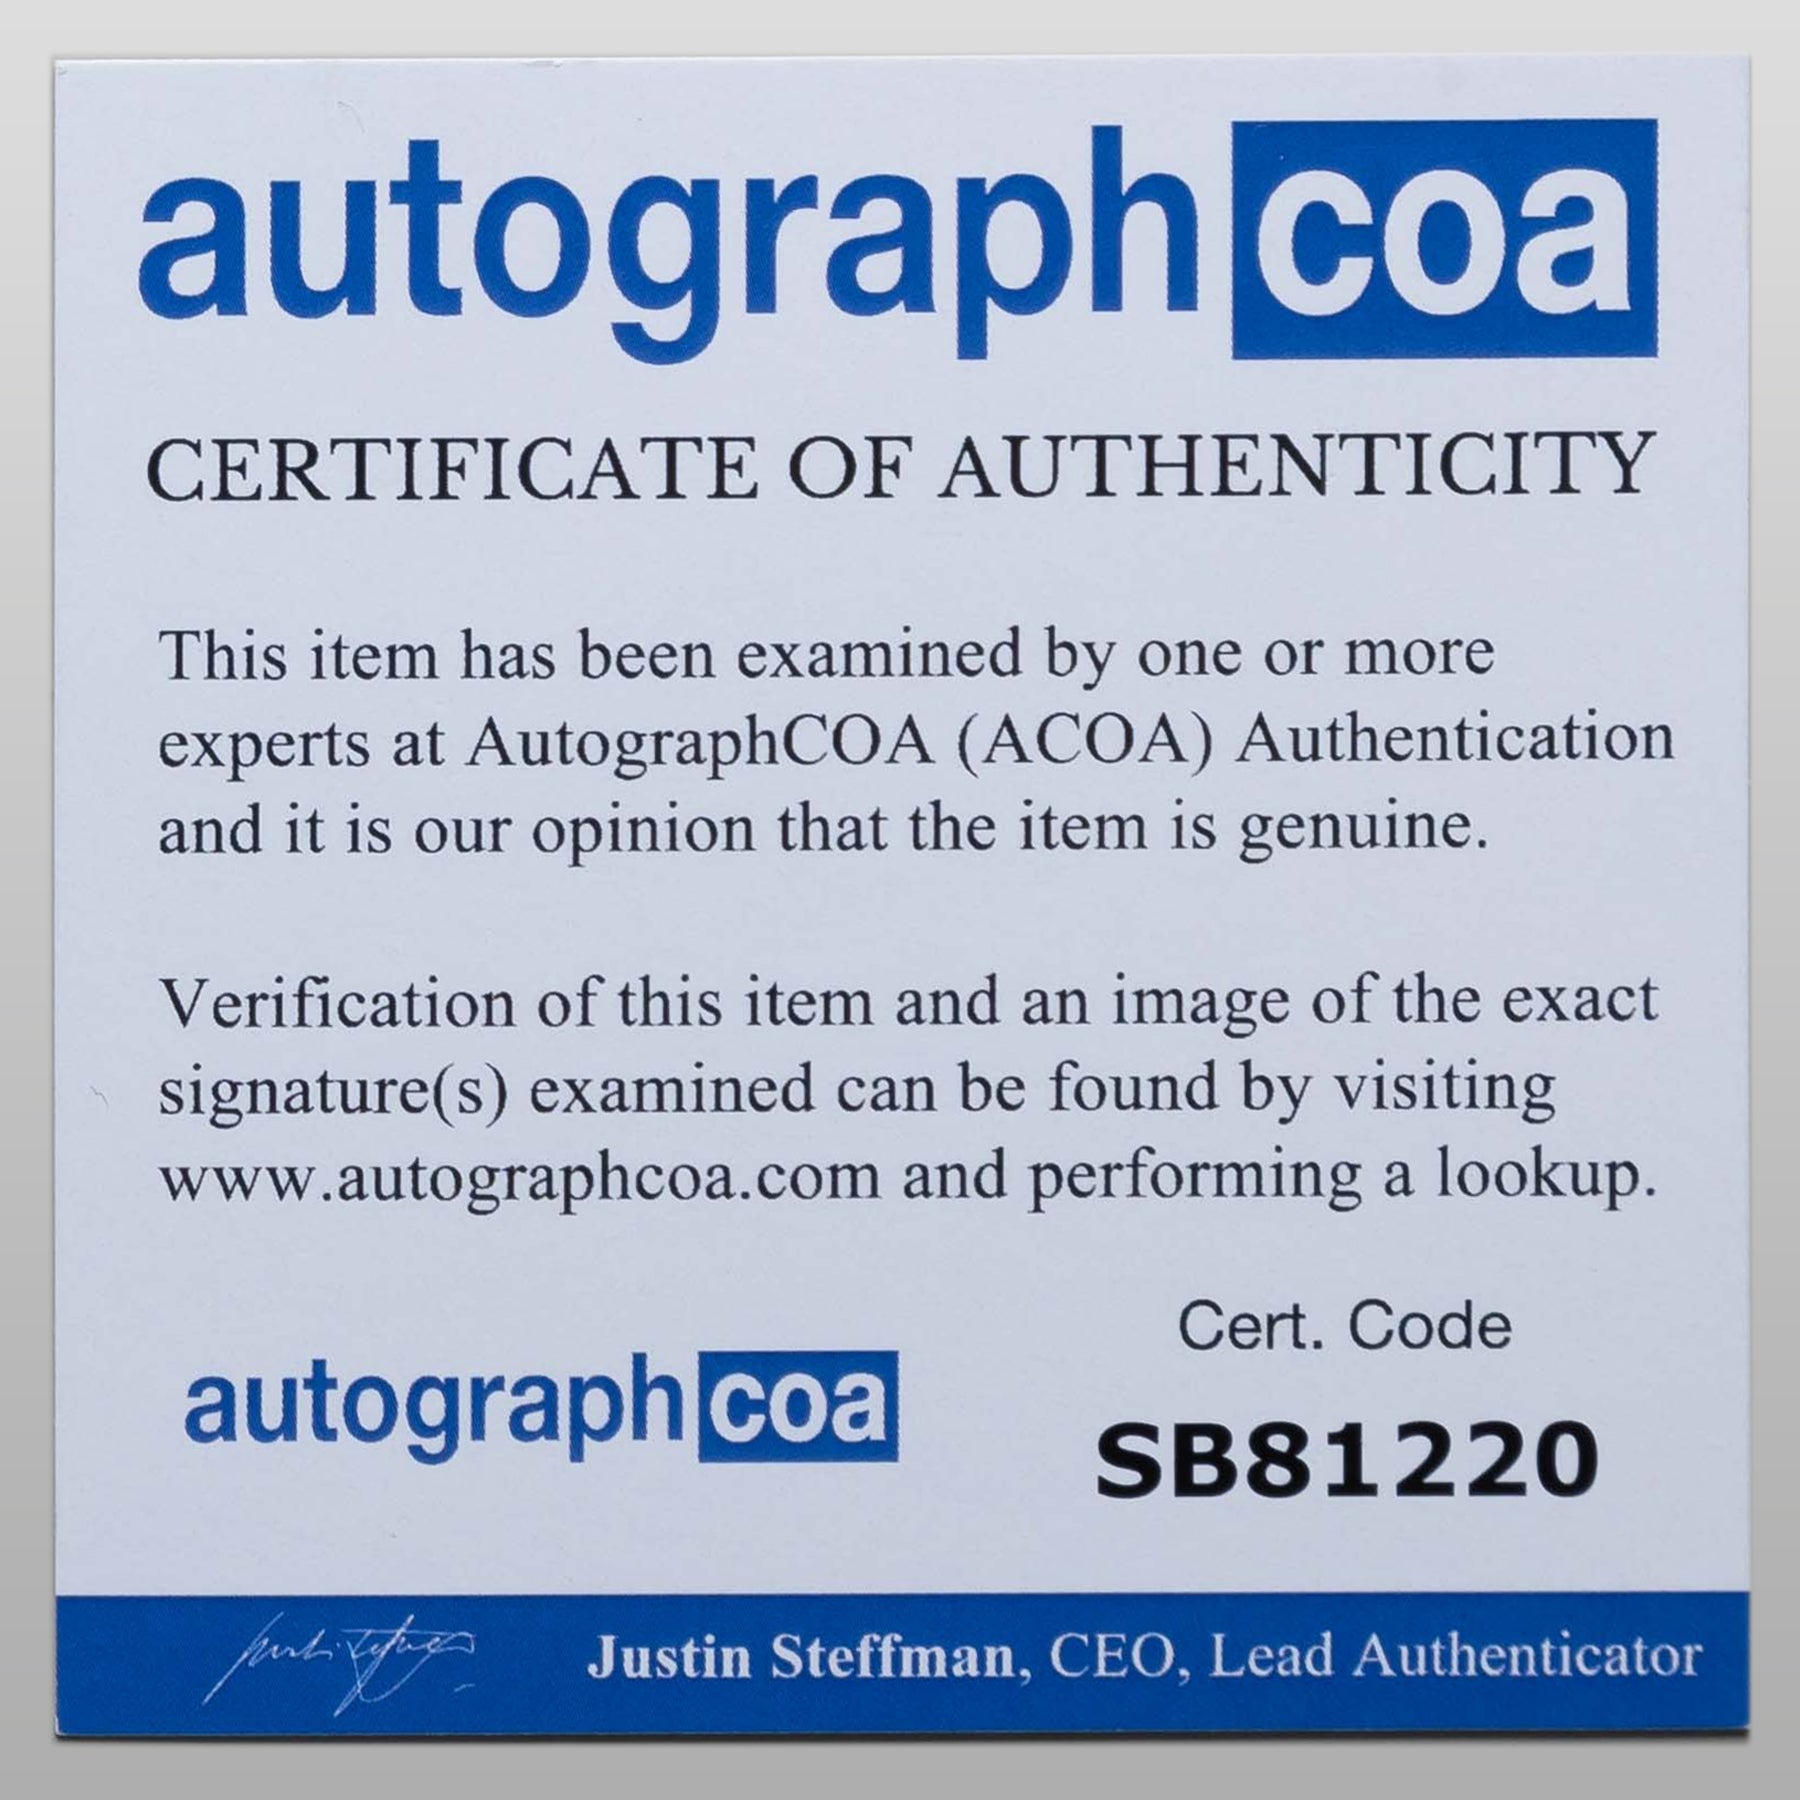 autographcoa
CERTIFICATE OF AUTHENTICITY
This item has been examined by one or more
experts at AutographCOA (ACOA) Authentication
and it is our opinion that the item is genuine.
Verification of this item and an image of the exact
signature(s) examined can be found by visiting
www.autographcoa.com and performing a lookup.
Cert. Code
autographcoa
SB81220
Justin Steffman, CEO, Lead Authenticator